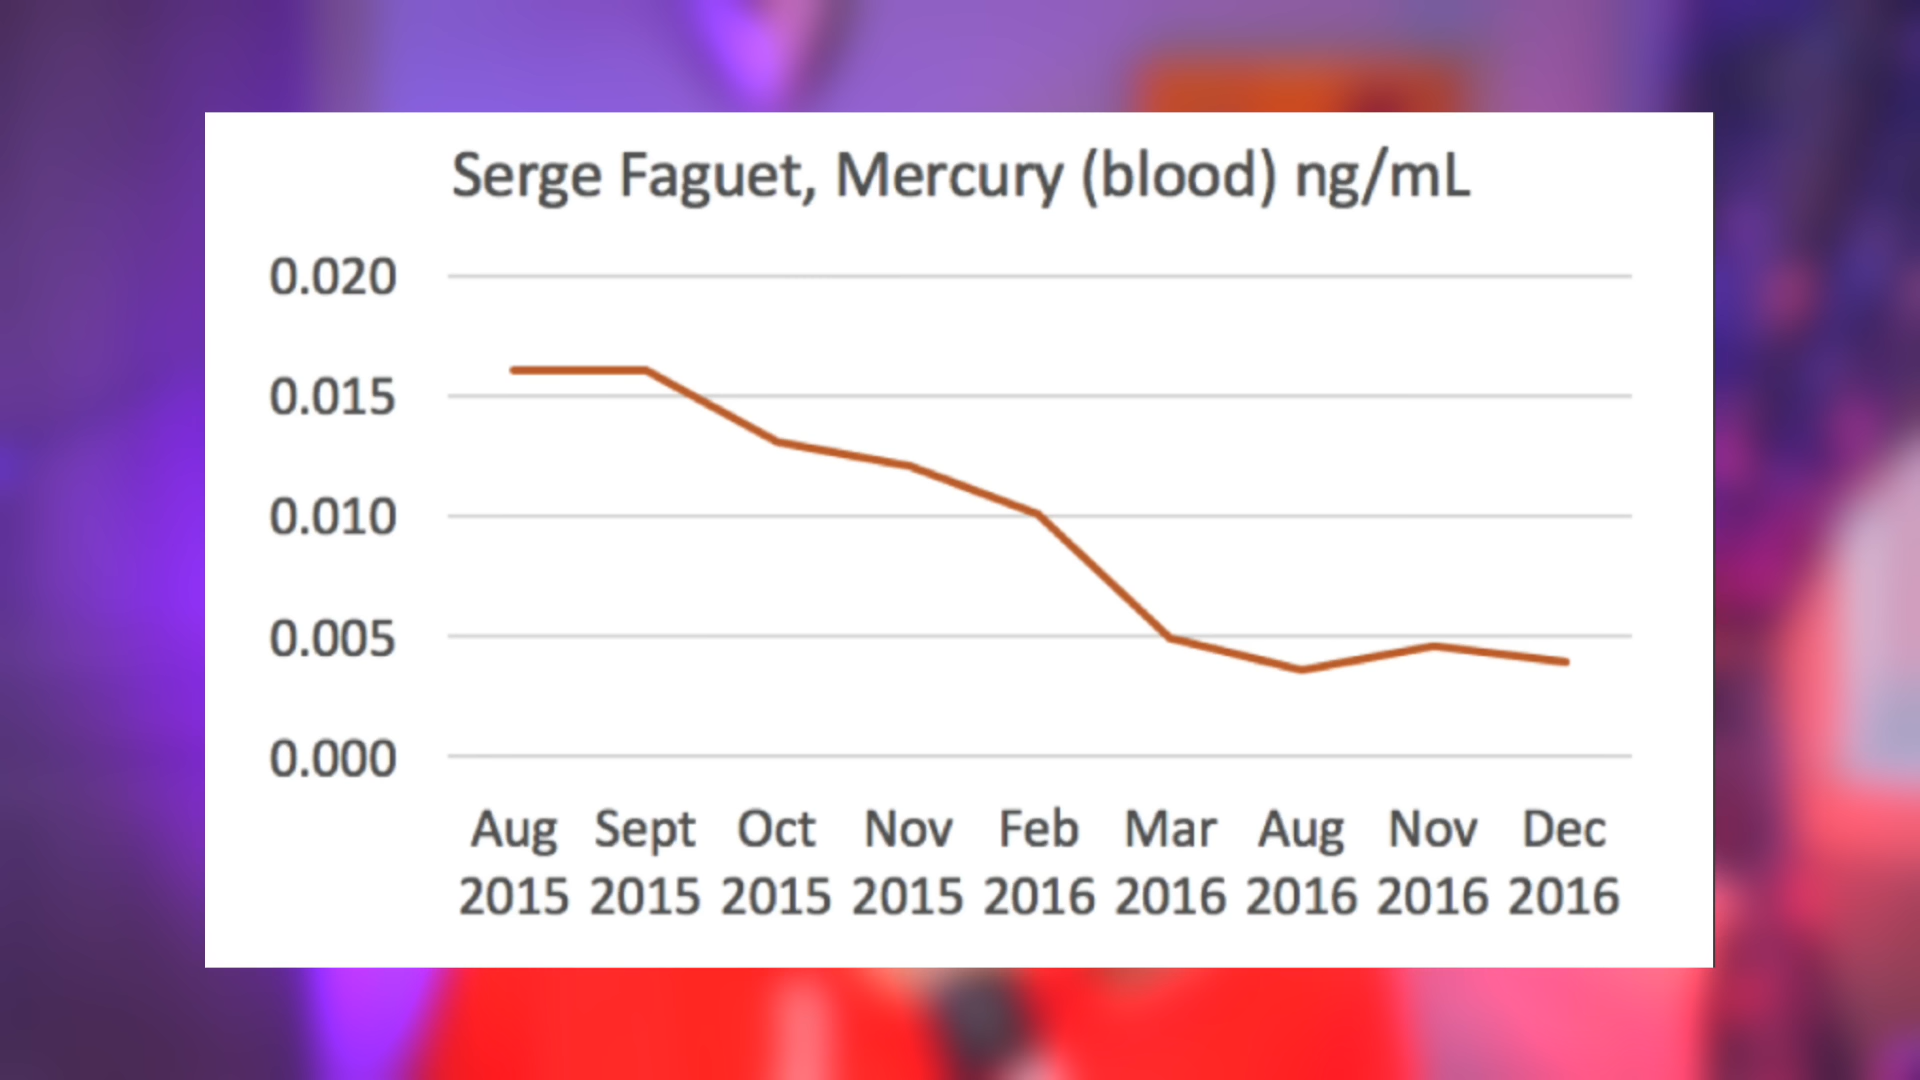 Serge Faguet, Mercury (blood) ng/mL
0.020
0.015
0.010
0.005
0.000
Aug Sept Oct Nov Feb Mar Aug Nov Dec
2015 2015 2015 2015 2016 2016 2016 2016 2016